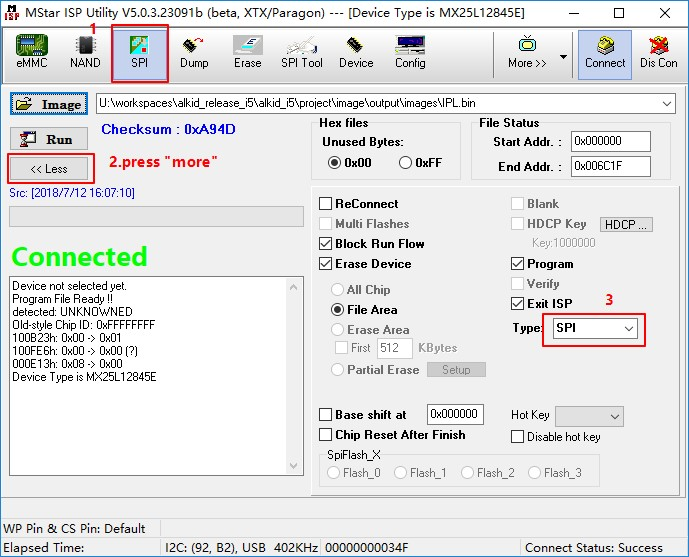 MStar ISP Utility V5.0.3.23091b (beta, XTX/Paragon) --- [Device Type is MX25L12845E]
1
eMMC NAND SPI Dump Erase SPI Tool Device Config More >> Connect Dis Con
Image U:\workspaces\alkid_release_i5\alkid_i5\project\image\output\images\IPL.bin
Run
Checksum : 0xA94D
<< Less
2.press "more"
Src: [2018/7/12 16:07:10]
Hex files
Unused Bytes:
0x00 0xFF
File Status
Start Addr. : 0x000000
End Addr. : 0x006C1F
Connected
Device not selected yet.
Program File Ready !!
detected: UNKNOWNED
Old-style Chip ID: 0xFFFFFFFF
100B23h: 0x00 -> 0x01
100FE6h: 0x00 -> 0x00 (?)
000E13h: 0x08 -> 0x00
Device Type is MX25L12845E
ReConnect
Multi Flashes
Block Run Flow
Erase Device
All Chip
File Area
Erase Area
First 512 KBytes
Partial Erase Setup
Blank
HDCP Key HDCP ...
Key:1000000
Program
Verify
Exit ISP
3
Type: SPI
Base shift at 0x000000
Hot Key
Chip Reset After Finish
Disable hot key
SpiFlash_X
Flash_0 Flash_1 Flash_2 Flash_3
WP Pin & CS Pin: Default
Elapsed Time: I2C: (92, B2), USB 402KHz 00000000034F Connect Status: Success